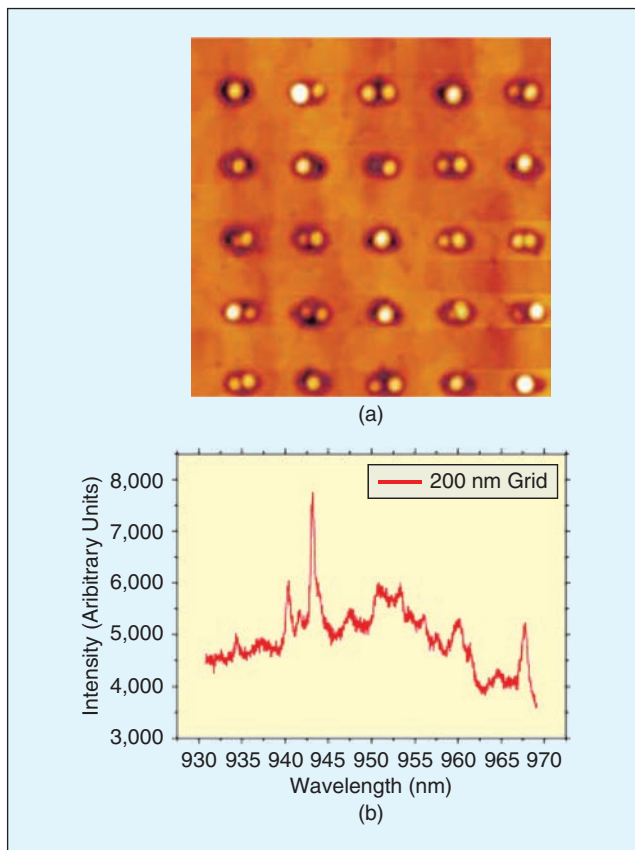 (a)
8,000
7,000
6,000
5,000
4,000
3,000
Intensity (Aribitrary Units)
200 nm Grid
930 935 940 945 950 955 960 965 970
Wavelength (nm)
(b)